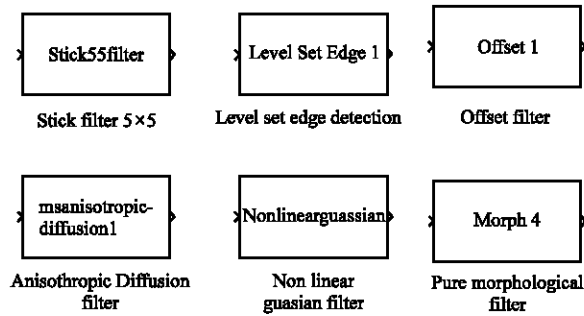 Stick55filter
Level Set Edge 1
Offset 1
Stick filter 5×5
Level set edge detection
Offset filter
msanisotropic-
diffusion1
Nonlinearguassian
Morph 4
Anisothropic Diffusion
filter
Non linear
guasian filter
Pure morphological
filter